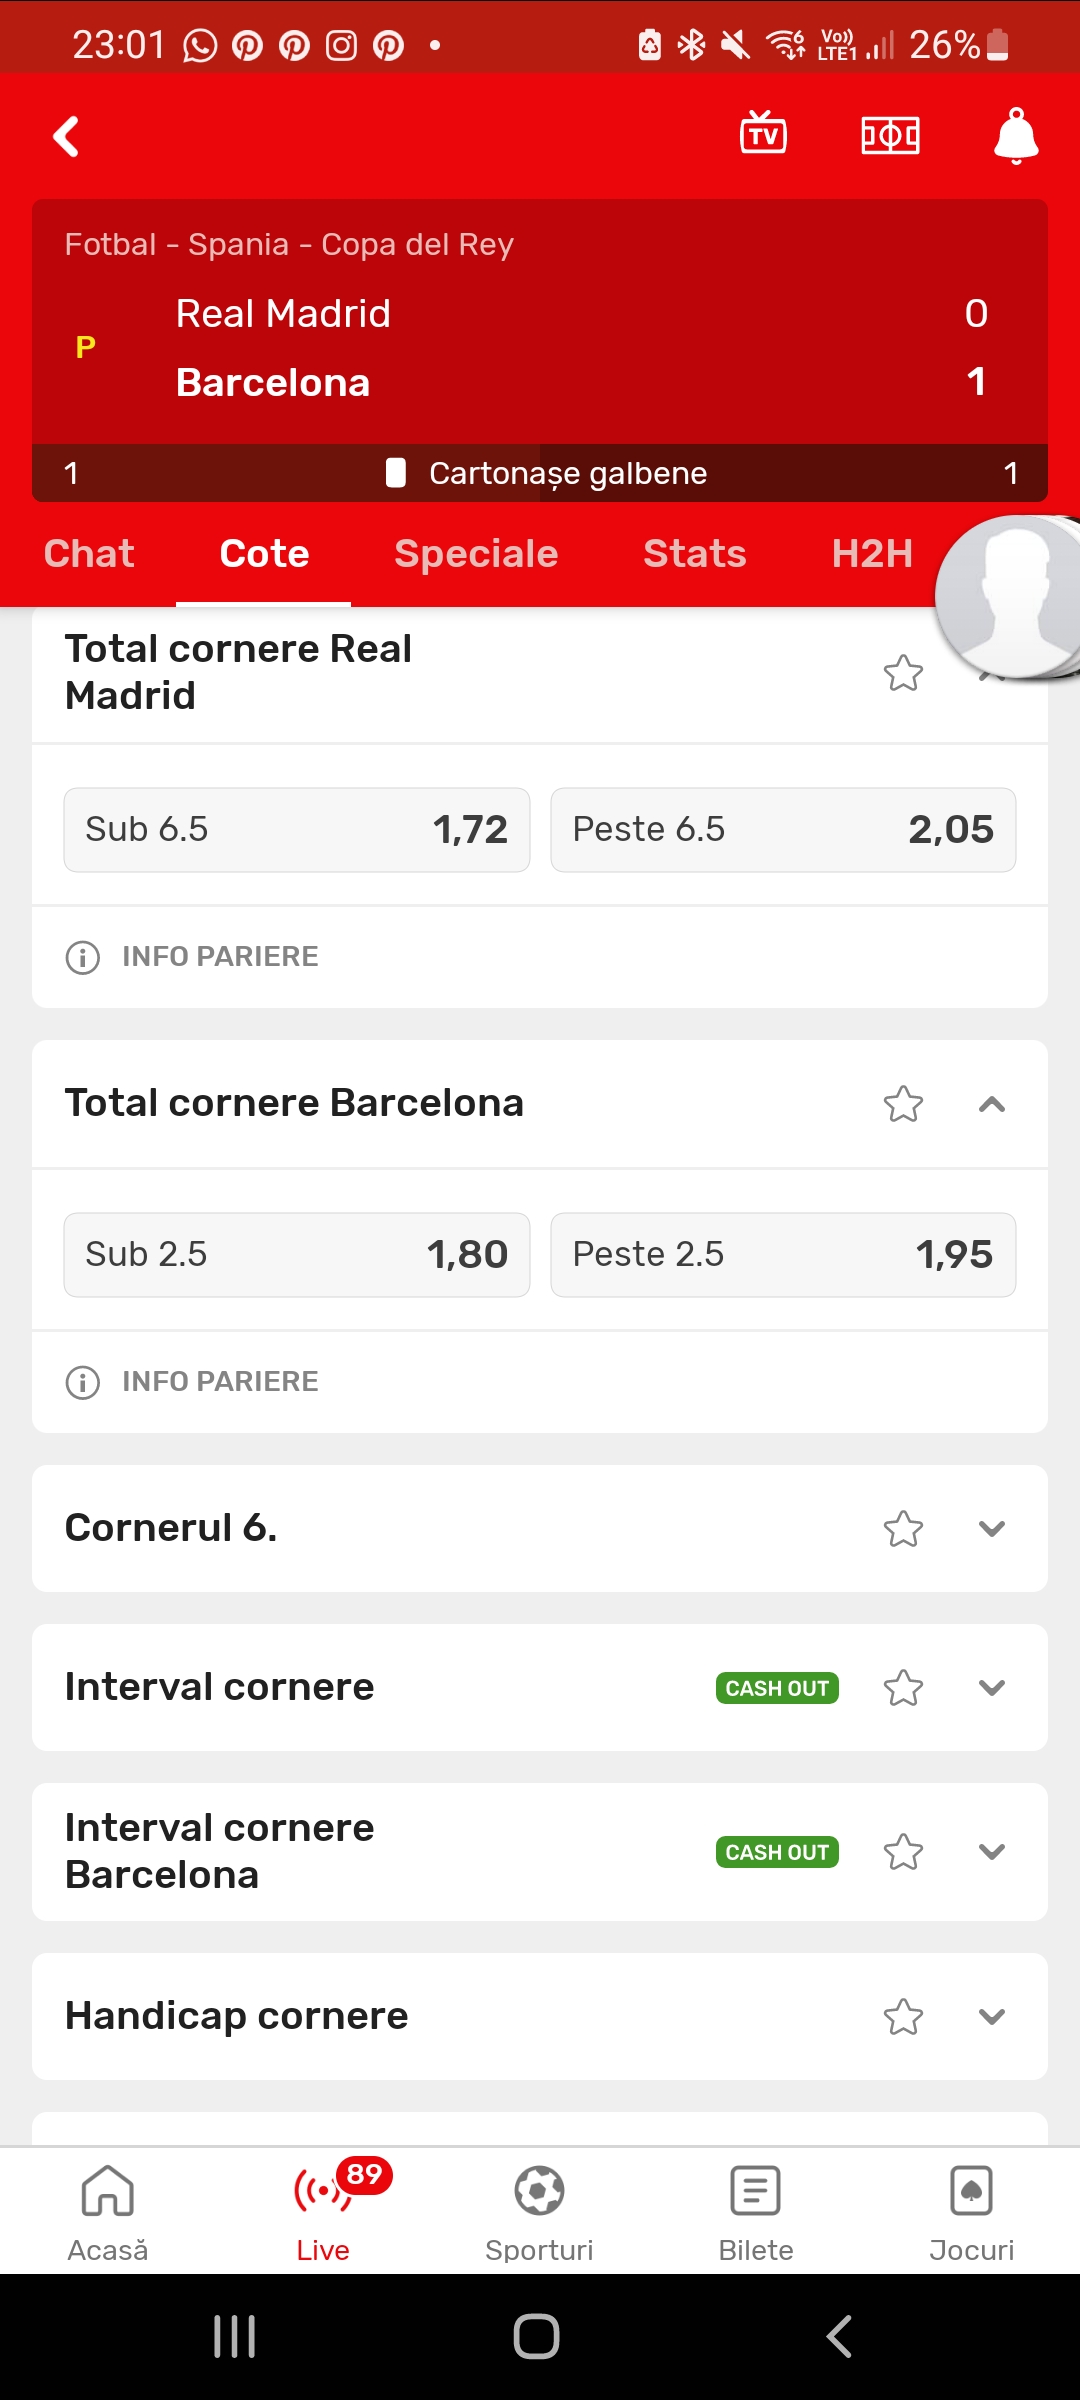 23:01 Vo)) LTE1 6 26%
TV
Fotbal - Spania - Copa del Rey
Real Madrid 0
P
Barcelona 1
1 Cartonașe galbene 1
Chat Cote Speciale Stats H2H
Total cornere Real
Madrid
Sub 6.5 1,72 Peste 6.5 2,05
INFO PARIERE
Total cornere Barcelona
Sub 2.5 1,80 Peste 2.5 1,95
INFO PARIERE
Cornerul 6.
Interval cornere CASH OUT
Interval cornere
Barcelona CASH OUT
Handicap cornere
89
Acasă Live Sporturi Bilete Jocuri